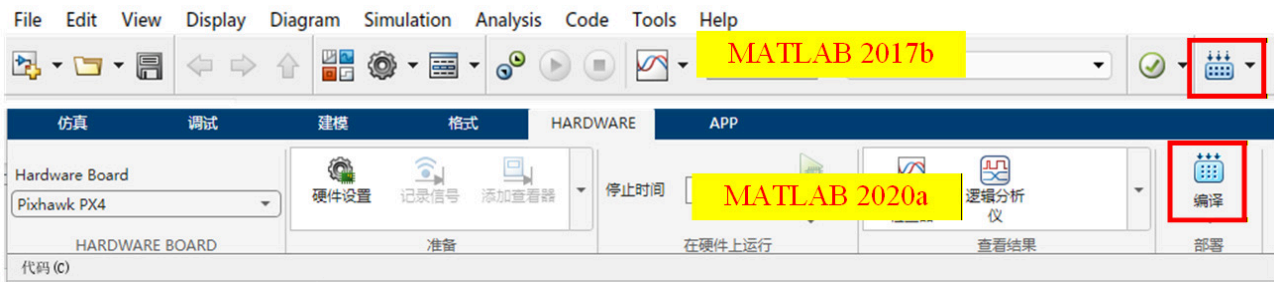 File Edit View Display Diagram Simulation Analysis Code Tools Help
MATLAB 2017b
仿真 调试 建模 格式 HARDWARE APP
Hardware Board
Pixhawk PX4
硬件设置 记录信号 添加查看器
停止时间
MATLAB 2020a
逻辑分析
仪
编译
HARDWARE BOARD 准备 在硬件上运行 查看结果 部署
代码 (C)